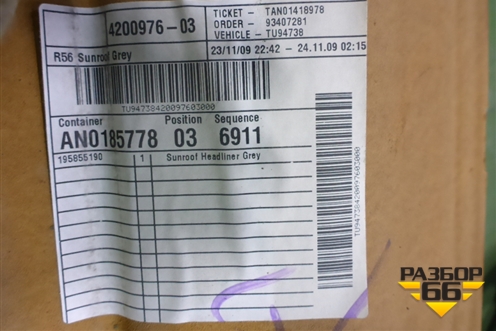 4200976-03
TICKET - TAN01418978
ORDER - 93407281
VEHICLE - TU94738
R56 Sunroof Grey
23/11/09 22:42 - 24.11.09 02:15
TU94738420097603000
Container Position Sequence
AN0185778 03 6911
195855190 1 Sunroof Headliner Grey
TU94738420097603000
РАЗБОР
66